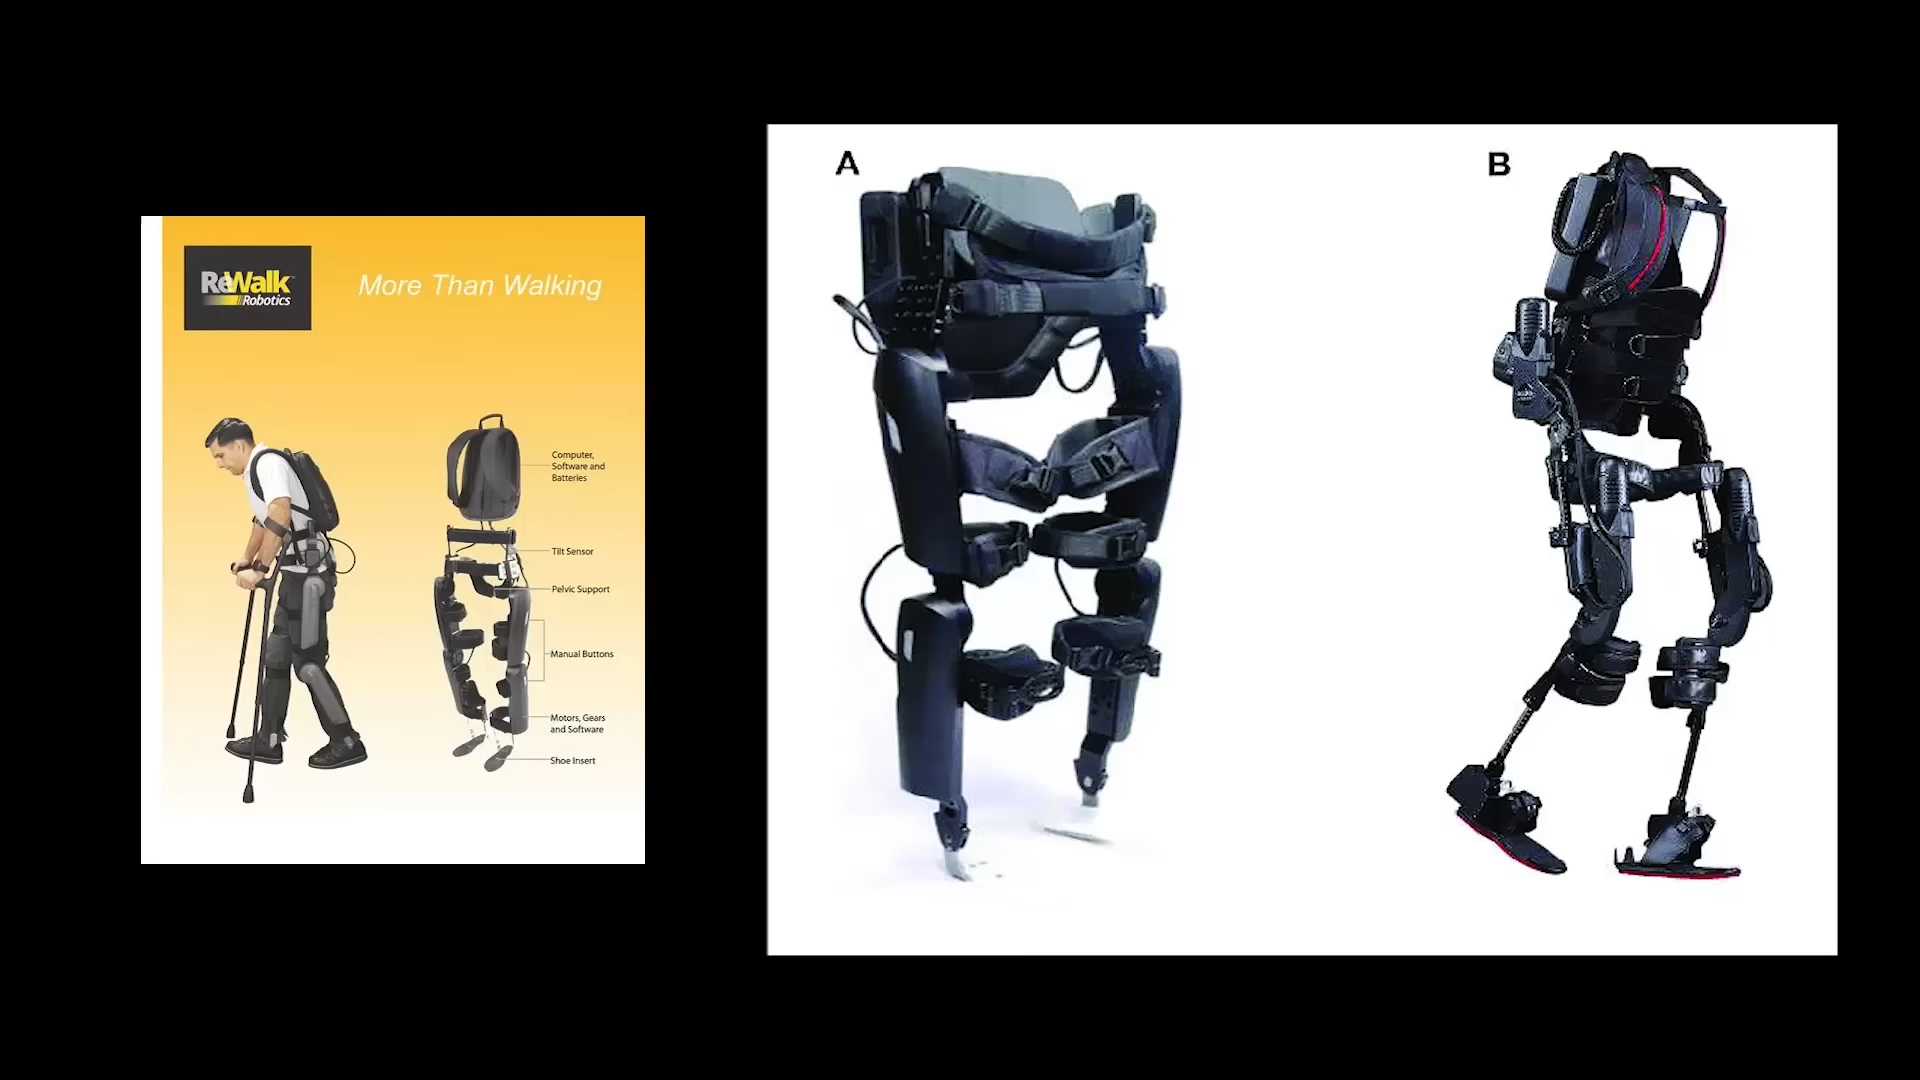 ReWalk
Robotics
More Than Walking
Computer,
Software and
Batteries
Tilt Sensor
Pelvic Support
Manual Buttons
Motors, Gears
and Software
Shoe Insert
A
B